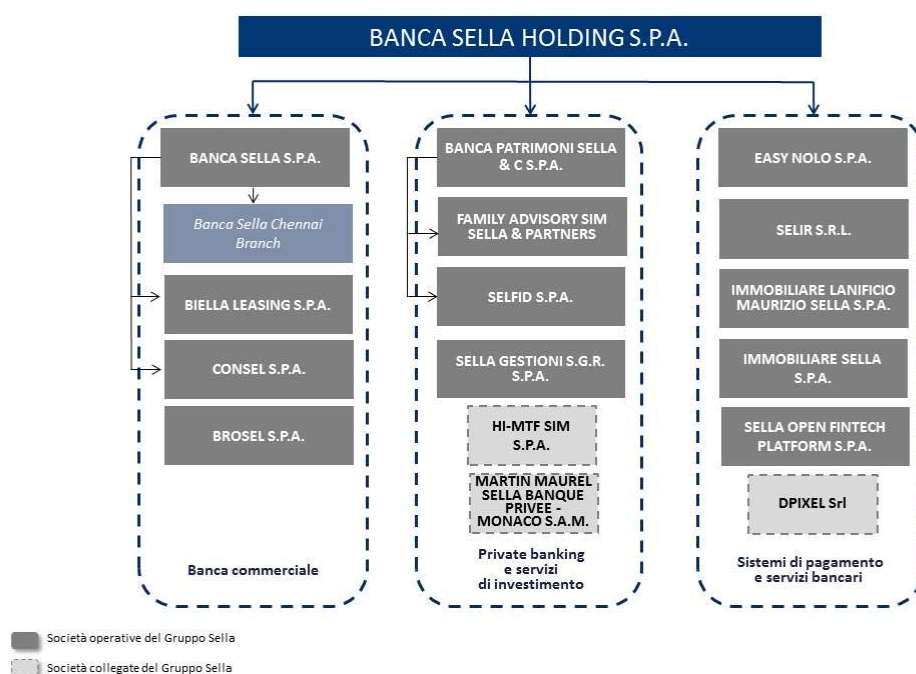 BANCA SELLA HOLDING S.P.A.
BANCA SELLA S.P.A.
Banca Sella Chennai
Branch
BIELLA LEASING S.P.A.
CONSEL S.P.A.
BROSEL S.P.A.
Banca commerciale
BANCA PATRIMONI SELLA
& C S.P.A.
FAMILY ADVISORY SIM
SELLA & PARTNERS
SELFID S.P.A.
SELLA GESTIONI S.G.R.
S.P.A.
HI-MTF SIM
S.P.A.
MARTIN MAUREL
SELLA BANQUE
PRIVEE -
MONACO S.A.M.
Private banking
e servizi
di investimento
EASY NOLO S.P.A.
SELIR S.R.L.
IMMOBILIARE LANIFICIO
MAURIZIO SELLA S.P.A.
IMMOBILIARE SELLA
S.P.A.
SELLA OPEN FINTECH
PLATFORM S.P.A.
DPIXEL Srl
Sistemi di pagamento
e servizi bancari
Società operative del Gruppo Sella
Società collegate del Gruppo Sella